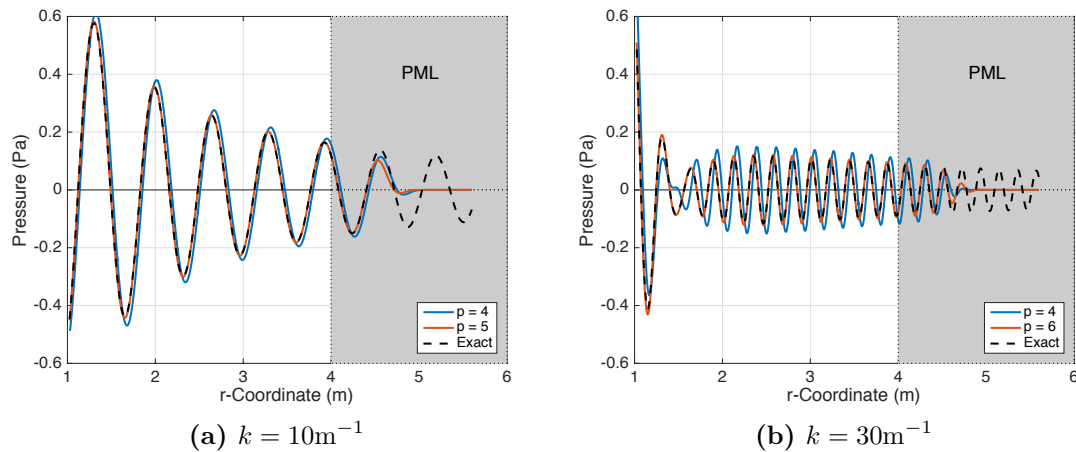 0.6
0.4
0.2
0
-0.2
-0.4
-0.6
Pressure (Pa)
PML
p = 4
p = 5
Exact
1 2 3 4 5 6
r-Coordinate (m)
(a) k = 10m⁻¹
0.6
0.4
0.2
0
-0.2
-0.4
-0.6
Pressure (Pa)
PML
p = 4
p = 6
Exact
1 2 3 4 5 6
r-Coordinate (m)
(b) k = 30m⁻¹